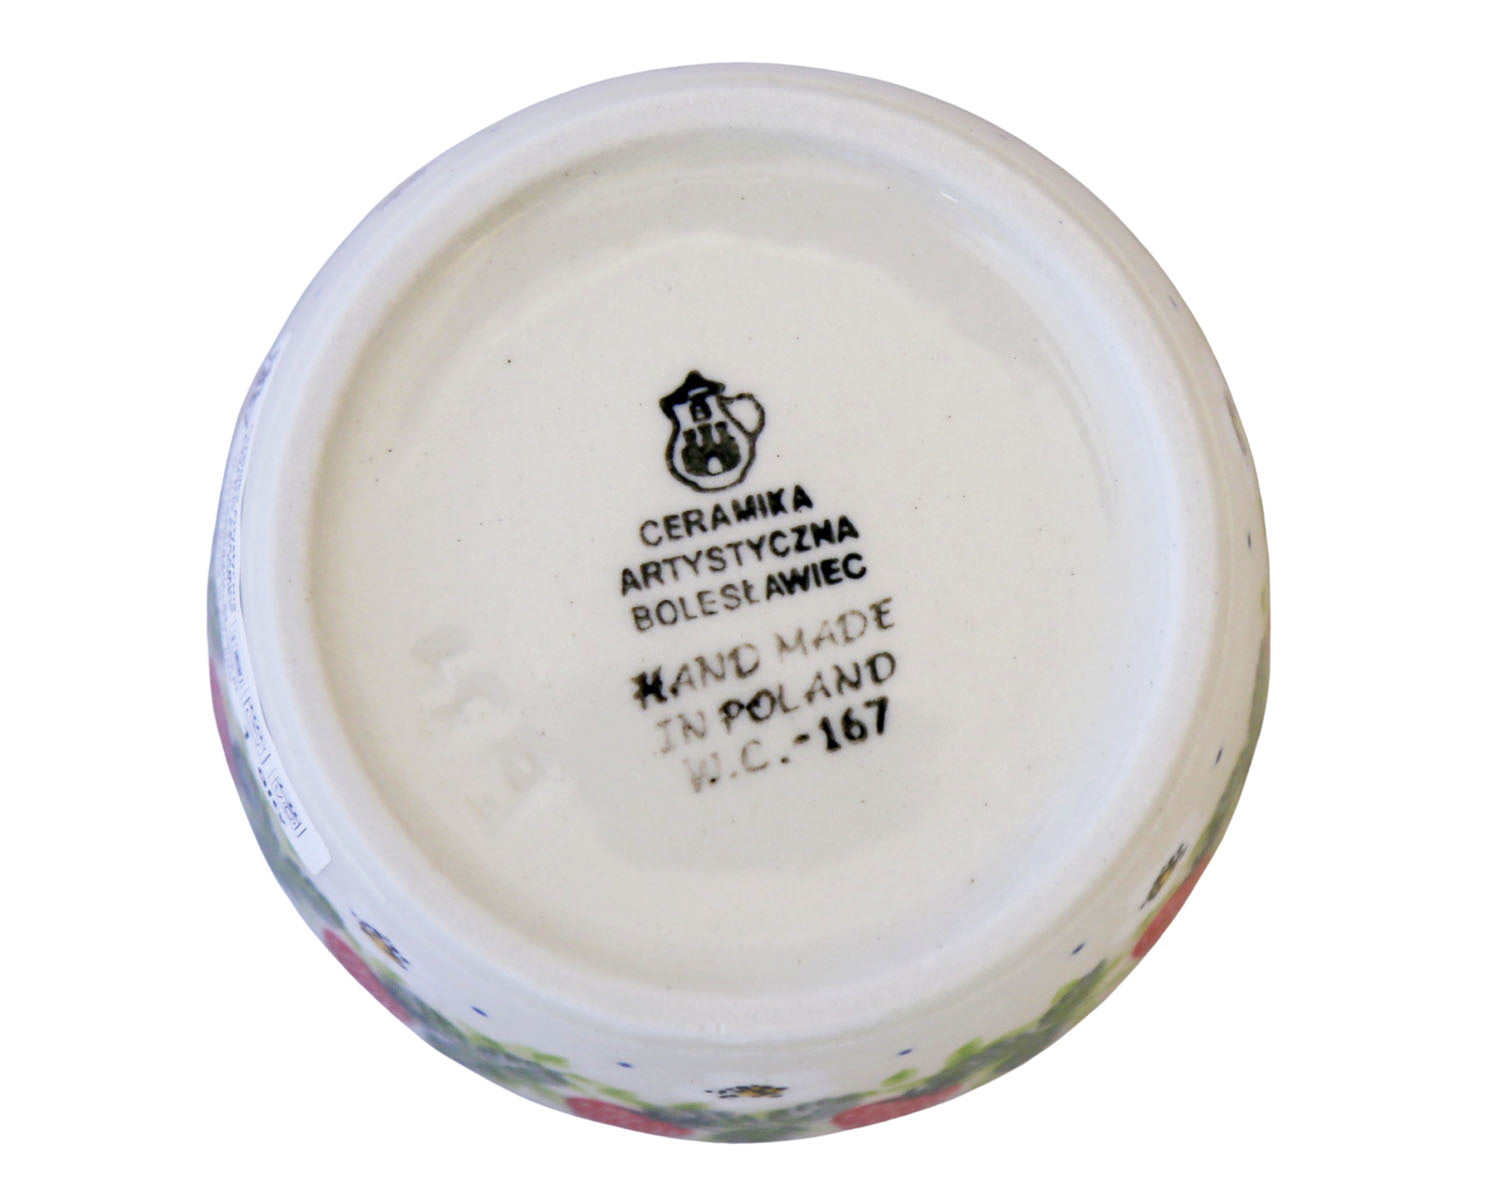 CERAMIKA
ARTYSTYCZNA
BOLESŁAWIEC
HAND MADE
IN POLAND
W.C.-167